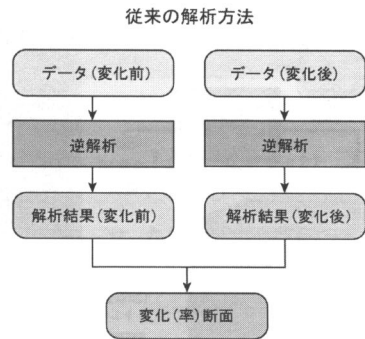 従来の解析方法
データ(変化前) データ(変化後)
逆解析 逆解析
解析結果(変化前) 解析結果(変化後)
変化(率)断面